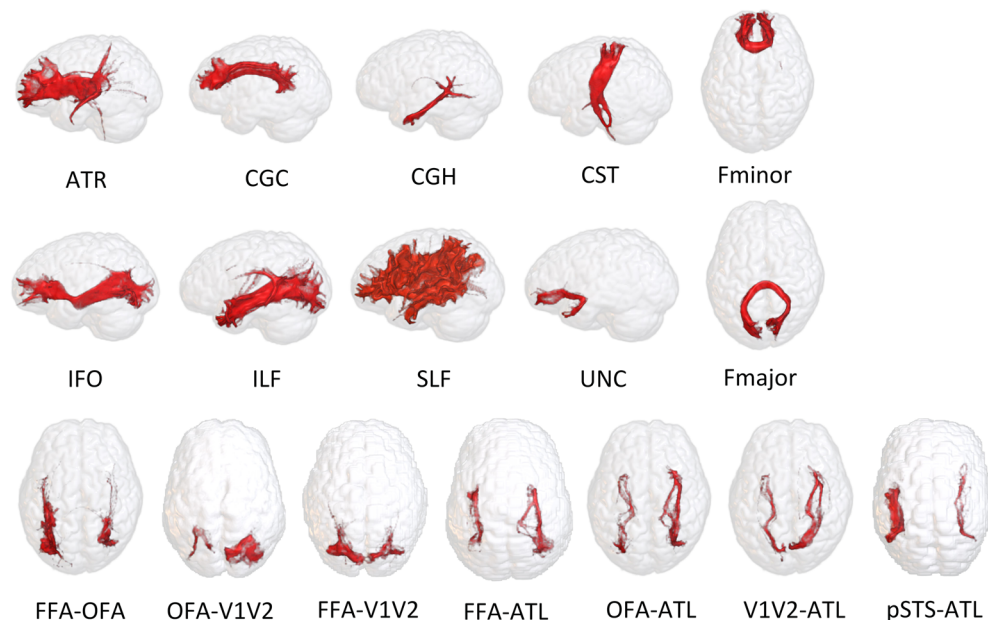 ATR CGC CGH CST Fminor
IFO ILF SLF UNC Fmajor
FFA-OFA OFA-V1V2 FFA-V1V2 FFA-ATL OFA-ATL V1V2-ATL pSTS-ATL